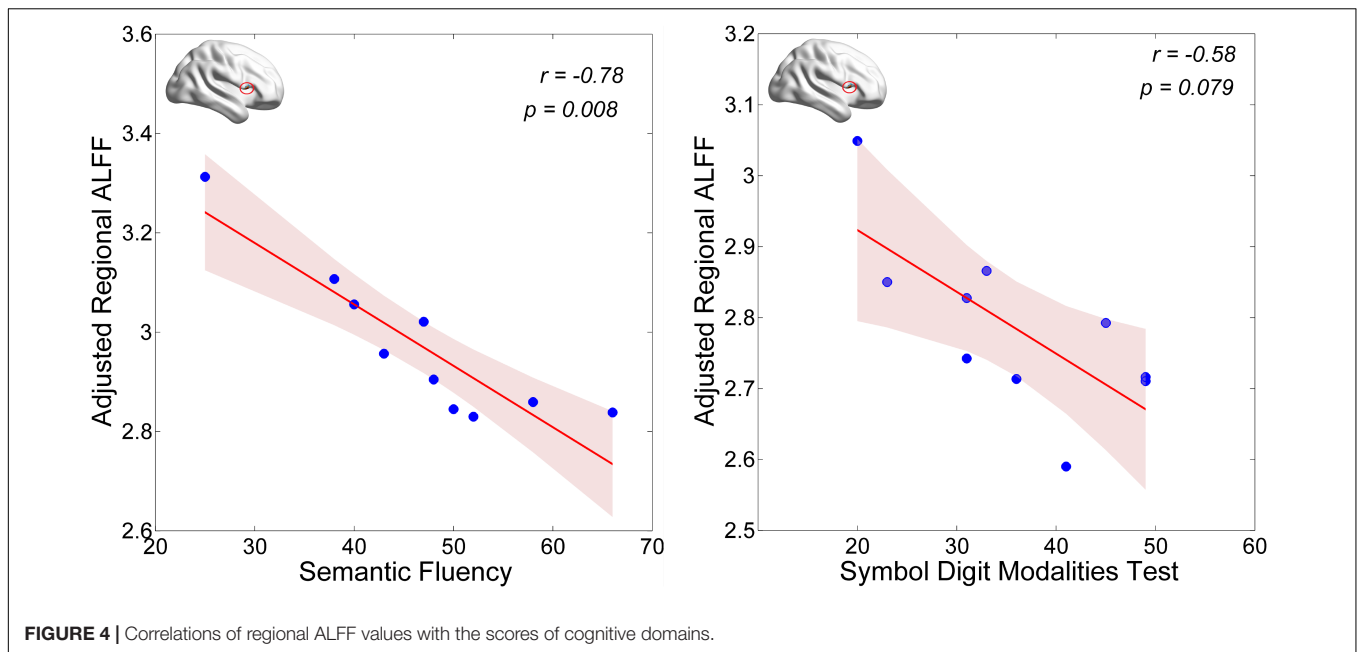 3.6
3.4
3.2
3
2.8
2.6
20
30
40
50
60
70
Adjusted Regional ALFF
Semantic Fluency
r = -0.78
p = 0.008
3.2
3.1
3
2.9
2.8
2.7
2.6
2.5
20
30
40
50
60
Adjusted Regional ALFF
Symbol Digit Modalities Test
r = -0.58
p = 0.079
FIGURE 4 | Correlations of regional ALFF values with the scores of cognitive domains.